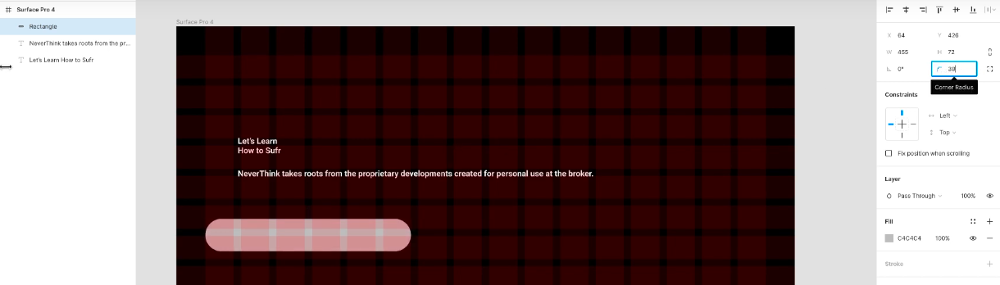 Surface Pro 4
Rectangle
NeverThink takes roots from the pr...
Let's Learn How to Sufr
Surface Pro 4
Let's Learn
How to Sufr
NeverThink takes roots from the proprietary developments created for personal use at the broker.
X 64 Y 426
W 455 H 72
0° 38
Corner Radius
Constraints
Left
Top
Fix position when scrolling
Layer
Pass Through 100%
Fill
C4C4C4 100%
Stroke